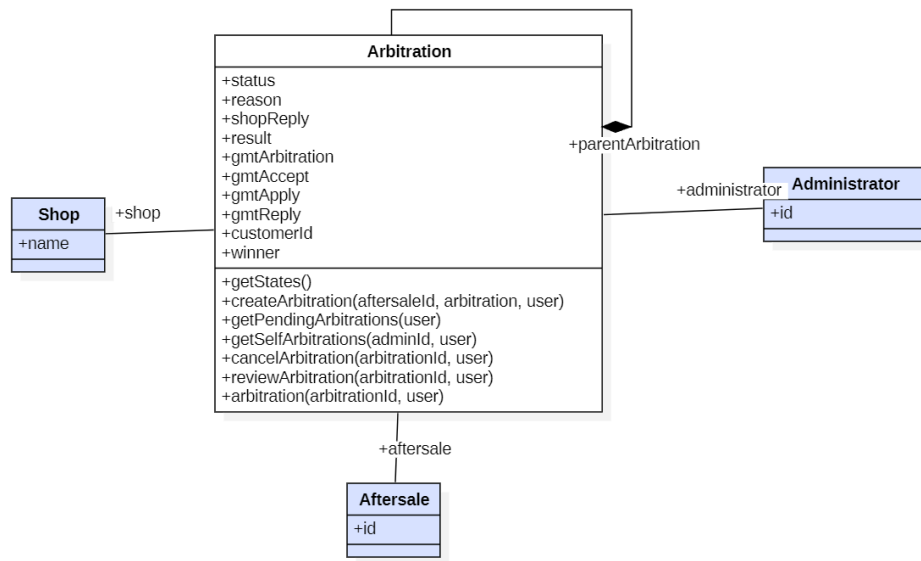 Arbitration
+status
+reason
+shopReply
+result
+gmtArbitration
+gmtAccept
+gmtApply
+gmtReply
+customerId
+winner
+getStates()
+createArbitration(aftersaleId, arbitration, user)
+getPendingArbitrations(user)
+getSelfArbitrations(adminId, user)
+cancelArbitration(arbitrationId, user)
+reviewArbitration(arbitrationId, user)
+arbitration(arbitrationId, user)
+parentArbitration
+administrator
Administrator
+id
Shop
+name
+shop
+aftersale
Aftersale
+id